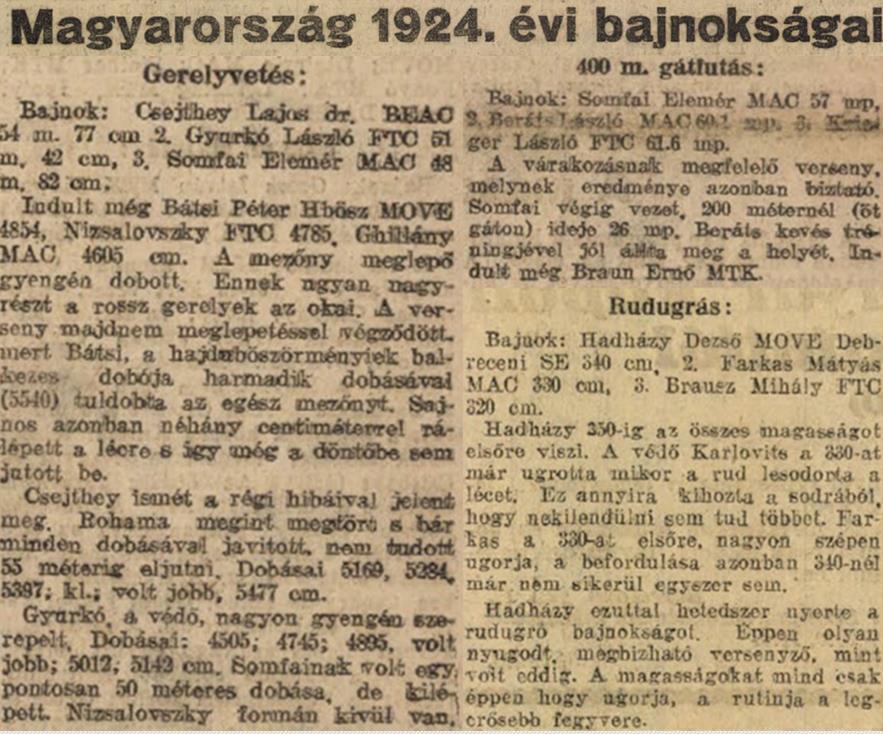 Magyarország 1924. évi bajnokságai
Gerelyvetés:
Bajnok: Csejthey Lajos dr. BEAC
54 m. 77 cm 2. Gyurkó László FTC 51
m. 42 cm, 3. Somfai Elemér MAC 48
m. 82 cm.
Indult még Bátsi Péter Hbösz MOVE
4854, Nizsalovszky FTC 4785, Ghillány
MAC 4605 cm. A mezőny meglepő
gyengén dobott. Ennek ugyan nagy-
részt a rossz gerelyek az okai. A ver-
seny majdnem meglepetéssel végződött,
mert Bátsi, a hajduböszörményiek bal-
kezes dobója harmadik dobásával
(5540) tuldobta az egész mezőnyt. Saj-
nos azonban néhány centiméterrel rá-
lépett a lécre s igy még a döntőbe sem
jutott be.
Csejthey ismét a régi hibáival jelent
meg. Rohama megint megtört s bár
minden dobásával javitott, nem tudott
55 méterig eljutni. Dobásai 5169, 5284,
5397; kl.; volt jobb, 5477 cm.
Gyurkó, a védő, nagyon gyengén sze-
repelt. Dobásai: 4505; 4745; 4895, volt
jobb; 5012, 5142 cm. Somfainak volt egy
pontosan 50 méteres dobása, de kilé-
pett. Nizsalovszky formán kivül van.
400 m. gátfutás:
Bajnok: Somfai Elemér MAC 57 mp,
2. Beráts László MAC 60.1 mp. 3.
ger László FTC 61.6 mp.
A várakozásnak megfelelő verseny,
melynek eredménye azonban biztató.
Somfai végig vezet, 200 méternél (öt
gáton) ideje 26 mp. Beráts kevés tré-
ningjével jól állta meg a helyét. In-
dult még Braun Ernő MTK.
Rudugrás:
Bajnok: Hadházy Dezső MOVE Deb-
receni SE 340 cm, 2. Farkas Mátyás
MAC 330 cm, 3. Brausz Mihály FTC
320 cm.
Hadházy 350-ig az összes magasságot
elsőre viszi. A védő Karlovits a 330-at
már ugrotta mikor a rud lesodorta a
lécet. Ez annyira kihozta a sodrából,
hogy nekilendülni sem tud többet. Far-
kas a 330-at elsőre, nagyon szépen
ugorja, a befordulása azonban 340-nél
már nem sikerül egyszer sem.
Hadházy ezuttal hetedszer nyerte a
rudugró bajnokságot. Éppen olyan
nyugodt, megbizható versenyző, mint
volt eddig. A magasságokat mind csak
éppen hogy ugorja, a rutinja a leg-
erősebb fegyvere.